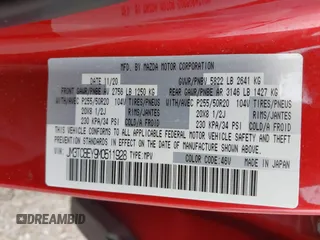 MFD. BY MAZDA MOTOR CORPORATION
DATE 11/20 GVWR/PNBV 5822 LB 2641 KG
FRONT GAWR/PNBE AV 2756 LB 1250 KG REAR GAWR/PNBE AR 3146 LB 1427 KG
WITH/AVEC P255/50R20 104V TIRES/PNEUS WITH/AVEC P255/50R20 104V TIRES/PNEUS
20X8 1/2J RIMS/JANTES 20X8 1/2J RIMS/JANTES
230 KPA/34 PSI COLD/A FROID 230 KPA/34 PSI COLD/A FROID
THIS VEHICLE CONFORMS TO ALL APPLICABLE FEDERAL MOTOR VEHICLE
SAFETY, BUMPER, AND THEFT PREVENTION STANDARDS IN EFFECT ON THE
DATE OF MANUFACTURE SHOWN ABOVE.
JM3TCBEY9M0511928 TYPE:MPV COLOR:46V MADE IN JAPAN
DREAMBID